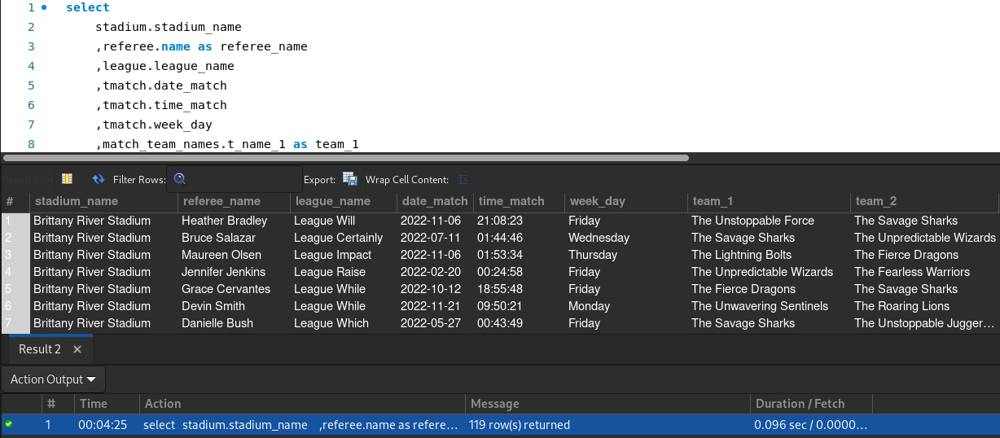 1 select
2 stadium.stadium_name
3 ,referee.name as referee_name
4 ,league.league_name
5 ,tmatch.date_match
6 ,tmatch.time_match
7 ,tmatch.week_day
8 ,match_team_names.t_name_1 as team_1
Result Grid Filter Rows: Export: Wrap Cell Content:
# stadium_name referee_name league_name date_match time_match week_day team_1 team_2
1 Brittany River Stadium Heather Bradley League Will 2022-11-06 21:08:23 Friday The Unstoppable Force The Savage Sharks
2 Brittany River Stadium Bruce Salazar League Certainly 2022-07-11 01:44:46 Wednesday The Savage Sharks The Unpredictable Wizards
3 Brittany River Stadium Maureen Olsen League Impact 2022-11-06 01:53:34 Thursday The Lightning Bolts The Fierce Dragons
4 Brittany River Stadium Jennifer Jenkins League Raise 2022-02-20 00:24:58 Friday The Unpredictable Wizards The Fearless Warriors
5 Brittany River Stadium Grace Cervantes League While 2022-10-12 18:55:48 Friday The Fierce Dragons The Savage Sharks
6 Brittany River Stadium Devin Smith League While 2022-11-21 09:50:21 Monday The Unwavering Sentinels The Roaring Lions
7 Brittany River Stadium Danielle Bush League Which 2022-05-27 00:43:49 Friday The Savage Sharks The Unstoppable Jugger…
Result 2
Action Output
# Time Action Message Duration / Fetch
1 00:04:25 select stadium.stadium_name ,referee.name as refere… 119 row(s) returned 0.096 sec / 0.0000…